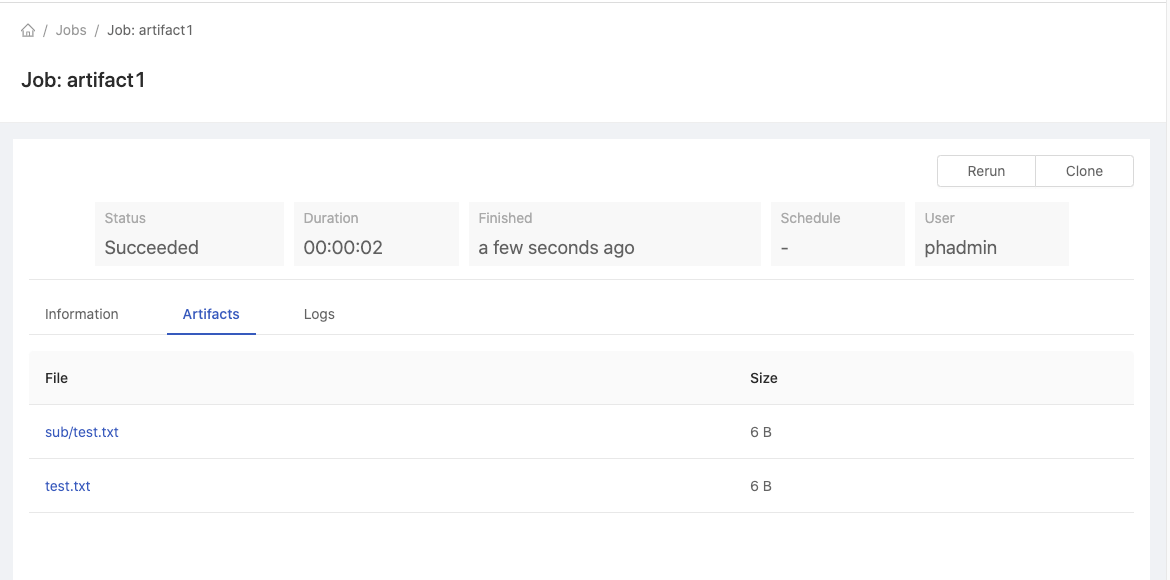 / Jobs / Job: artifact1
Job: artifact1
Rerun Clone
Status Duration Finished Schedule User
Succeeded 00:00:02 a few seconds ago - phadmin
Information Artifacts Logs
File Size
sub/test.txt 6 B
test.txt 6 B